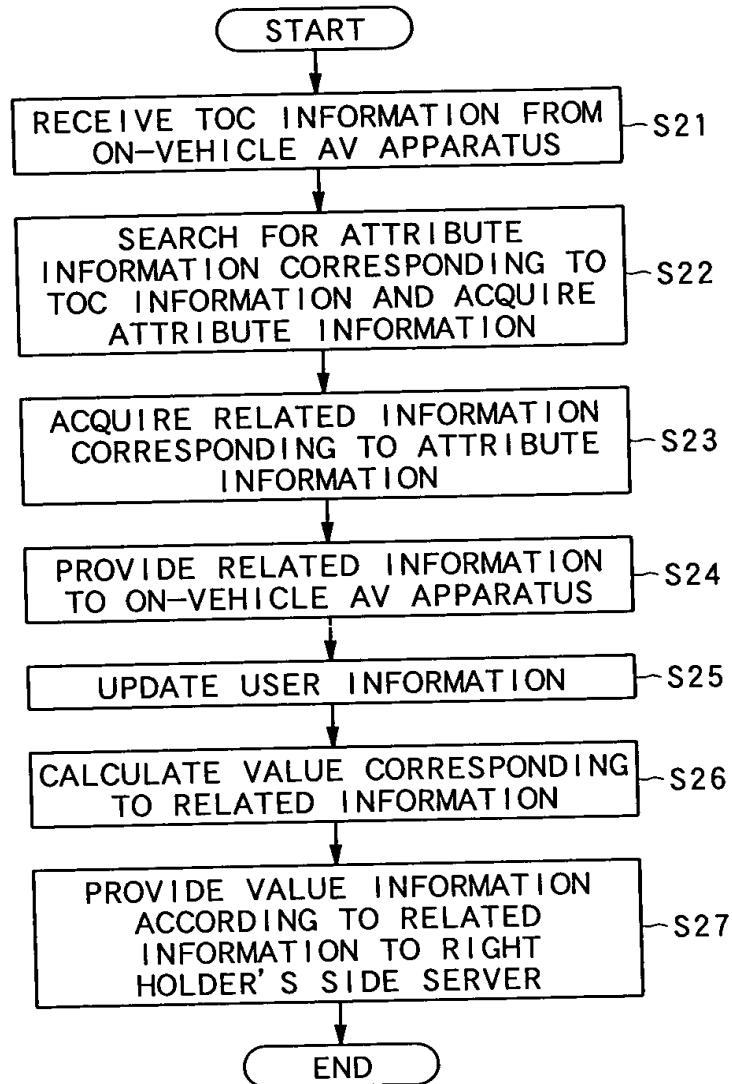 START
RECEIVE TOC INFORMATION FROM
ON-VEHICLE AV APPARATUS
S21
SEARCH FOR ATTRIBUTE
INFORMATION CORRESPONDING TO
TOC INFORMATION AND ACQUIRE
ATTRIBUTE INFORMATION
S22
ACQUIRE RELATED INFORMATION
CORRESPONDING TO ATTRIBUTE
INFORMATION
S23
PROVIDE RELATED INFORMATION
TO ON-VEHICLE AV APPARATUS
S24
UPDATE USER INFORMATION
S25
CALCULATE VALUE CORRESPONDING
TO RELATED INFORMATION
S26
PROVIDE VALUE INFORMATION
ACCORDING TO RELATED
INFORMATION TO RIGHT
HOLDER'S SIDE SERVER
S27
END